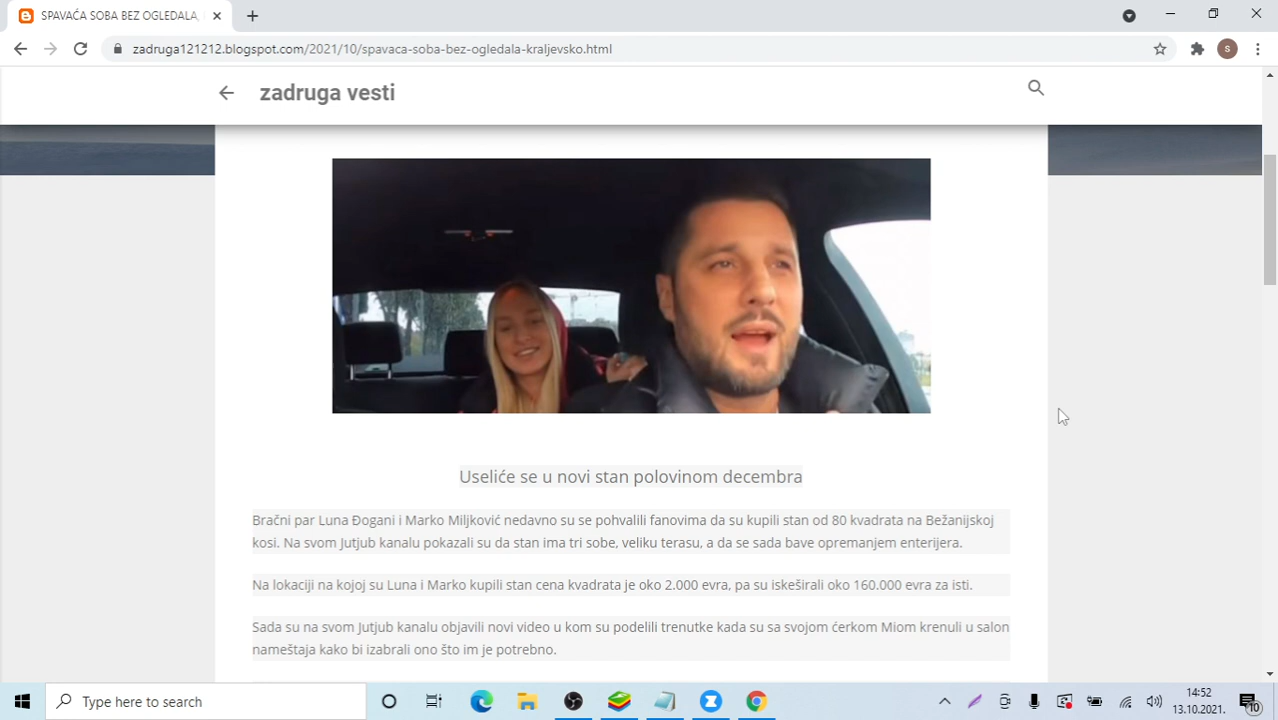 SPAVAĆA SOBA BEZ OGLEDALA,
zadruga121212.blogspot.com/2021/10/spavaca-soba-bez-ogledala-kraljevsko.html
S
zadruga vesti
Useliće se u novi stan polovinom decembra
Bračni par Luna Đogani i Marko Miljković nedavno su se pohvalili fanovima da su kupili stan od 80 kvadrata na Bežanijskoj
kosi. Na svom Jutjub kanalu pokazali su da stan ima tri sobe, veliku terasu, a da se sada bave opremanjem enterijera.
Na lokaciji na kojoj su Luna i Marko kupili stan cena kvadrata je oko 2.000 evra, pa su iskeširali oko 160.000 evra za isti.
Sada su na svom Jutjub kanalu objavili novi video u kom su podelili trenutke kada su sa svojom ćerkom Miom krenuli u salon
nameštaja kako bi izabrali ono što im je potrebno.
Type here to search
14:52
13.10.2021.
10